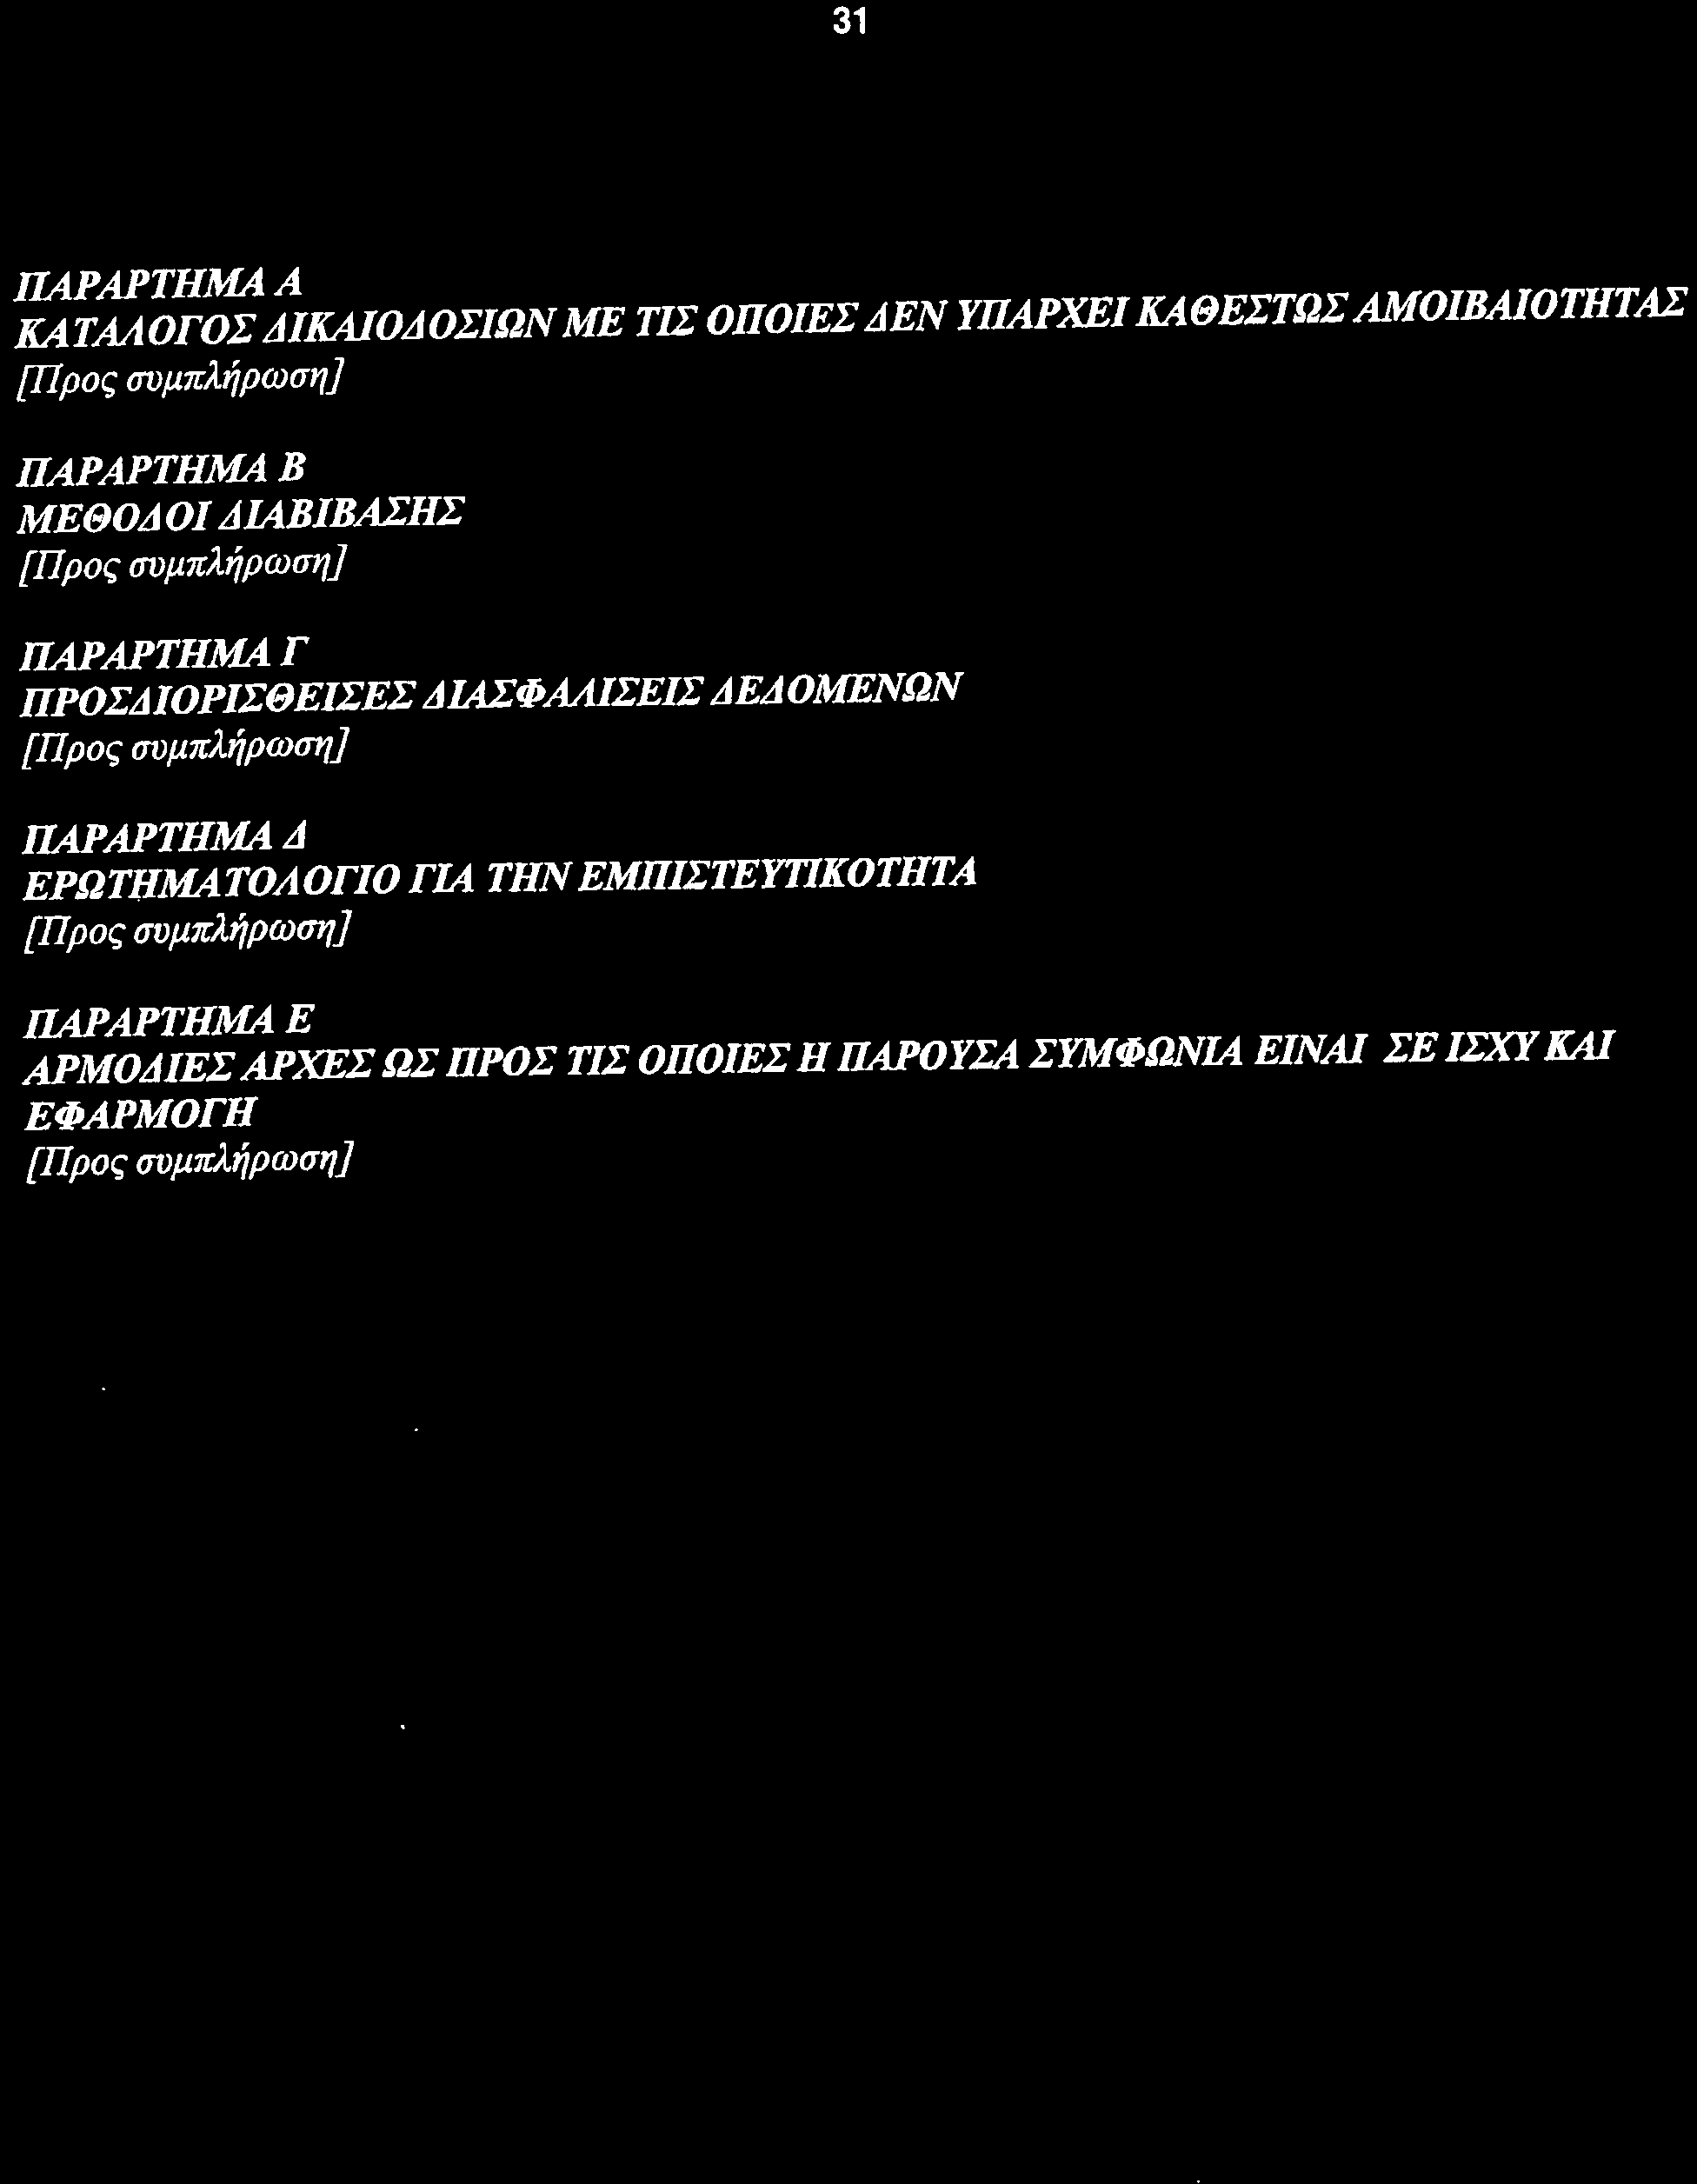 31
ΠΑΡΑΡΤΗΜΑ Α
ΚΑΤΑΛΟΓΟΣ ΔΙΚΑΙΟΔΟΣΙΩΝ ΜΕ ΤΙΣ ΟΠΟΙΕΣ ΔΕΝ ΥΠΑΡΧΕΙ ΚΑΘΕΣΤΩΣ ΑΜΟΙΒΑΙΟΤΗΤΑΣ
[Προς συμπλήρωση]
ΠΑΡΑΡΤΗΜΑ Β
ΜΕΘΟΔΟΙ ΔΙΑΒΙΒΑΣΗΣ
[Προς συμπλήρωση]
ΠΑΡΑΡΤΗΜΑ Γ
ΠΡΟΣΔΙΟΡΙΣΘΕΙΣΕΣ ΔΙΑΣΦΑΛΙΣΕΙΣ ΔΕΔΟΜΕΝΩΝ
[Προς συμπλήρωση]
ΠΑΡΑΡΤΗΜΑ Δ
ΕΡΩΤΗΜΑΤΟΛΟΓΙΟ ΓΙΑ ΤΗΝ ΕΜΠΙΣΤΕΥΤΙΚΟΤΗΤΑ
[Προς συμπλήρωση]
ΠΑΡΑΡΤΗΜΑ Ε
ΑΡΜΟΔΙΕΣ ΑΡΧΕΣ ΩΣ ΠΡΟΣ ΤΙΣ ΟΠΟΙΕΣ Η ΠΑΡΟΥΣΑ ΣΥΜΦΩΝΙΑ ΕΙΝΑΙ ΣΕ ΙΣΧΥ ΚΑΙ
ΕΦΑΡΜΟΓΗ
[Προς συμπλήρωση]